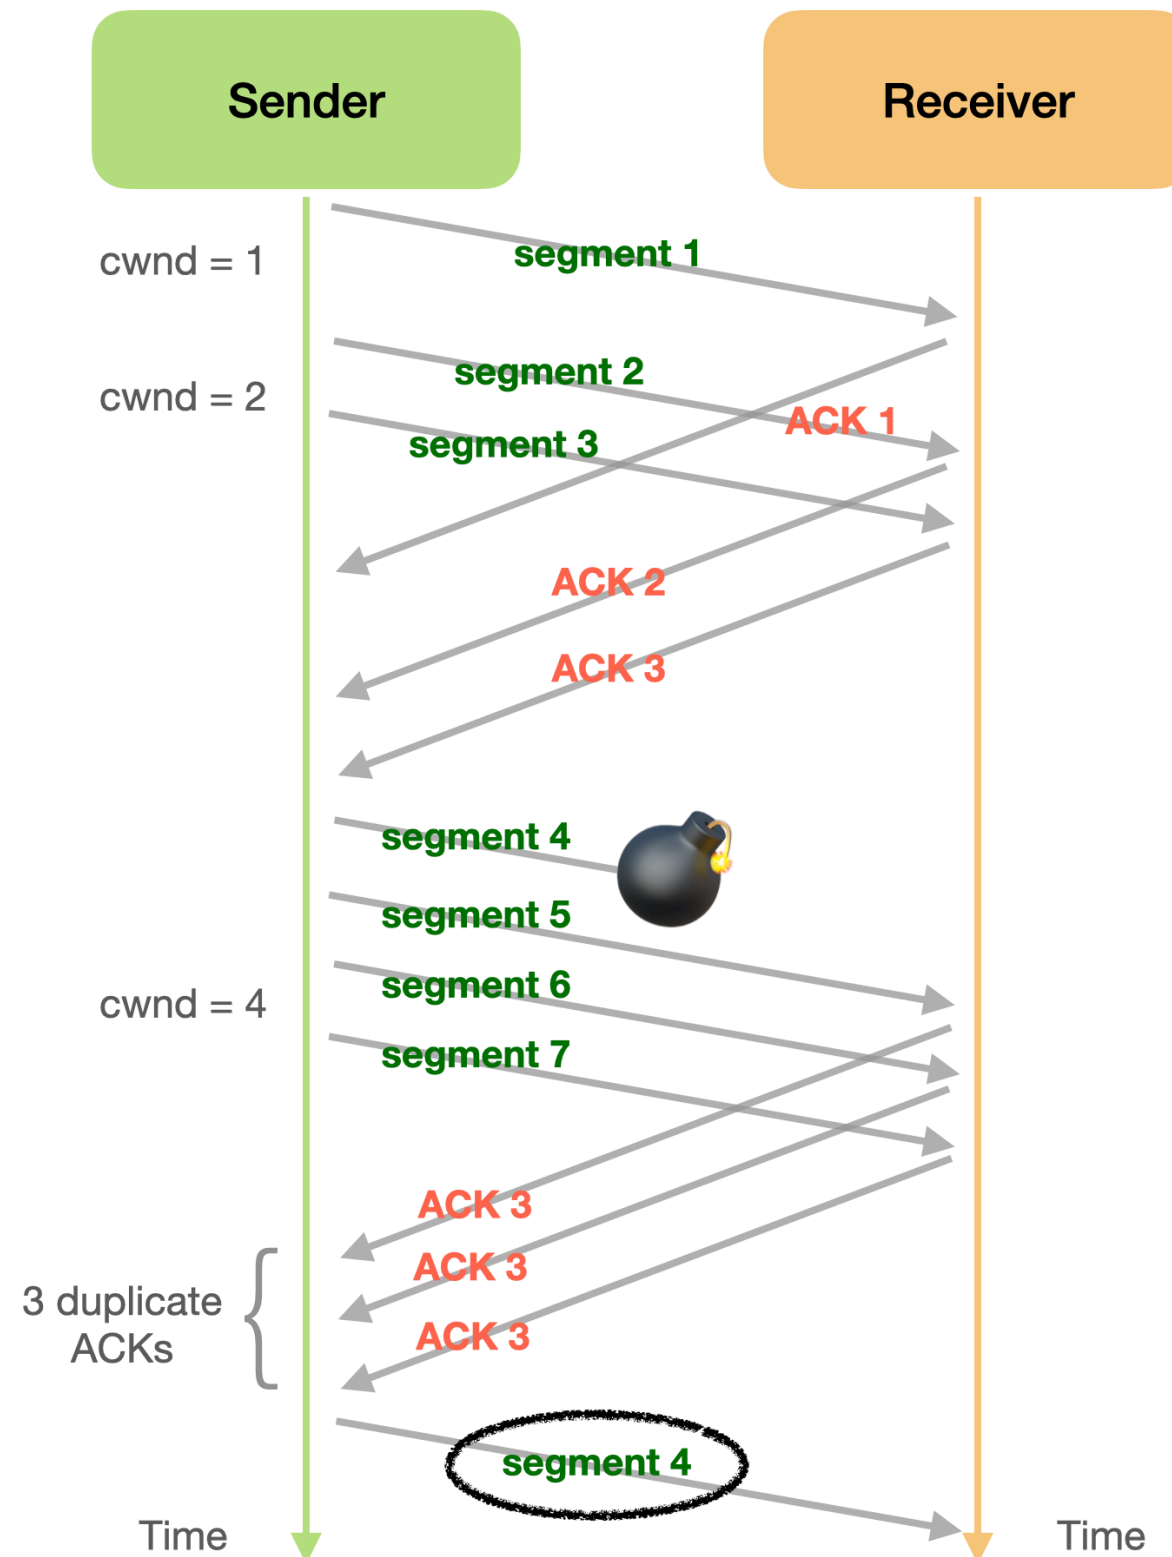 Sender
Receiver
cwnd = 1
segment 1
segment 2
cwnd = 2
ACK 1
segment 3
ACK 2
ACK 3
segment 4
segment 5
segment 6
cwnd = 4
segment 7
ACK 3
ACK 3
3 duplicate
ACKs
ACK 3
segment 4
Time
Time